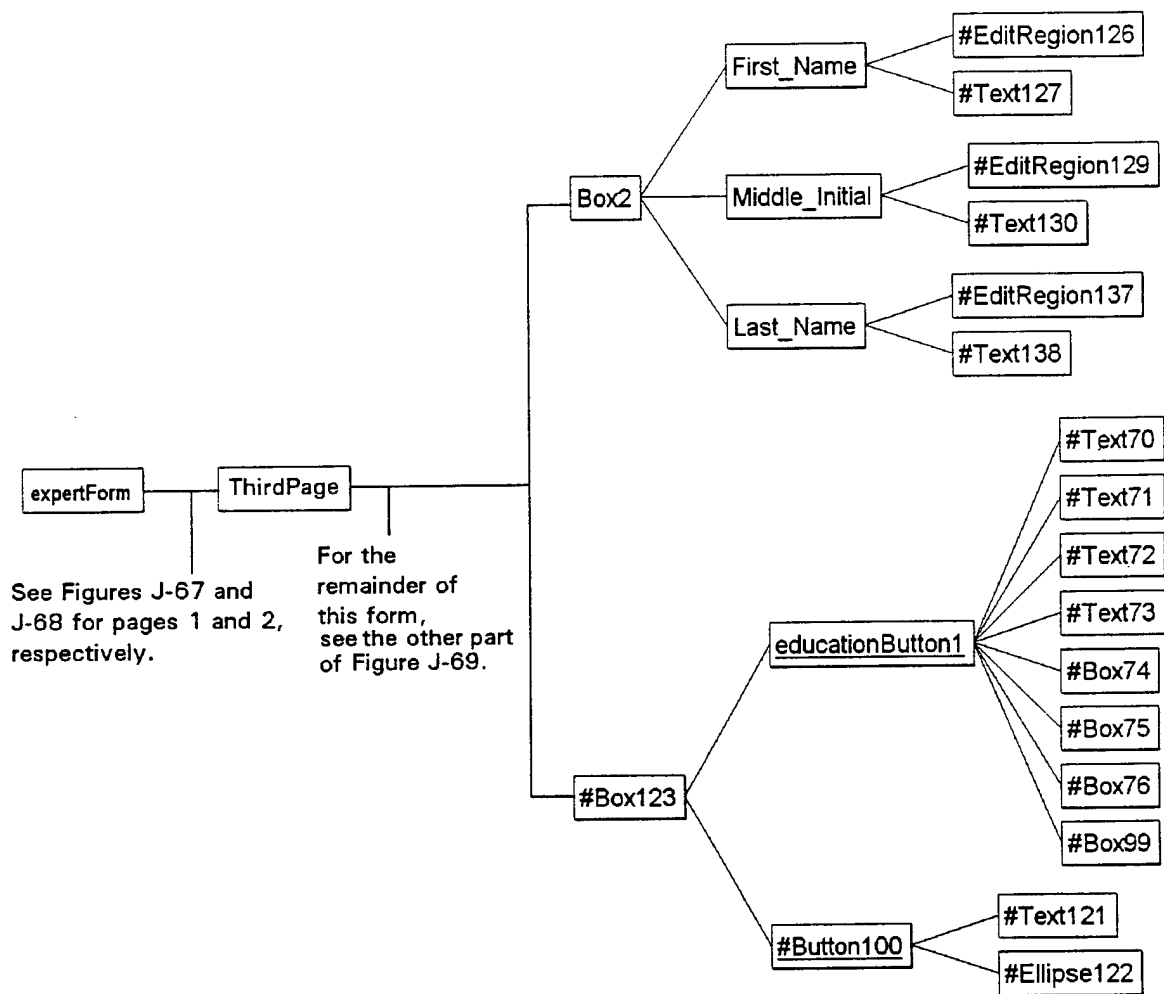 #EditRegion126
First_Name
#Text127
#EditRegion129
Box2
Middle_Initial
#Text130
#EditRegion137
Last_Name
#Text138
#Text70
expertForm
ThirdPage
#Text71
For the
remainder of
this form,
see the other part
of Figure J-69.
See Figures J-67 and
J-68 for pages 1 and 2,
respectively.
#Text72
#Text73
educationButton1
#Box74
#Box75
#Box76
#Box123
#Box99
#Text121
#Button100
#Ellipse122